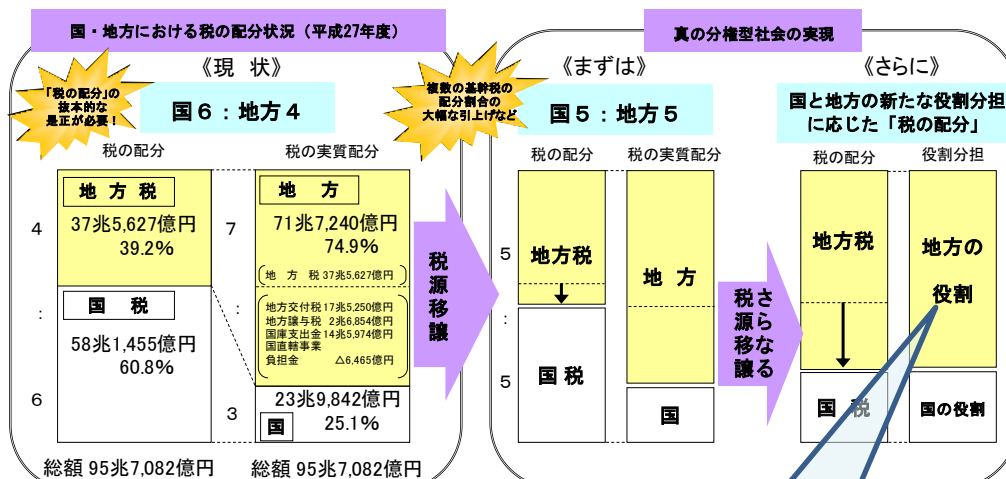 国・地方における税の配分状況（平成27年度）
《現 状》
「税の配分」の
抜本的な
是正が必要！
国６：地方４
税の配分
税の実質配分
4
：
6
地 方 税
37兆5,627億円
39.2%
国 税
58兆1,455億円
60.8%
7
：
3
地 方
71兆7,240億円
74.9%
地 方 税 37兆5,627億円
地方交付税17兆5,250億円
地方譲与税 2兆6,854億円
国庫支出金14兆5,974億円
国直轄事業
負担金 △6,465億円
23兆9,842億円
国
25.1%
総額 95兆7,082億円
総額 95兆7,082億円
税源移譲
真の分権型社会の実現
《まずは》
複数の基幹税の
配分割合の
大幅な引上げなど
国５：地方５
税の配分
税の実質配分
5
：
5
地方税
国 税
地 方
国
さらなる
税源移譲
《さらに》
国と地方の新たな役割分担
に応じた「税の配分」
税の配分
役割分担
地方税
国 税
地方の
役割
国の役割